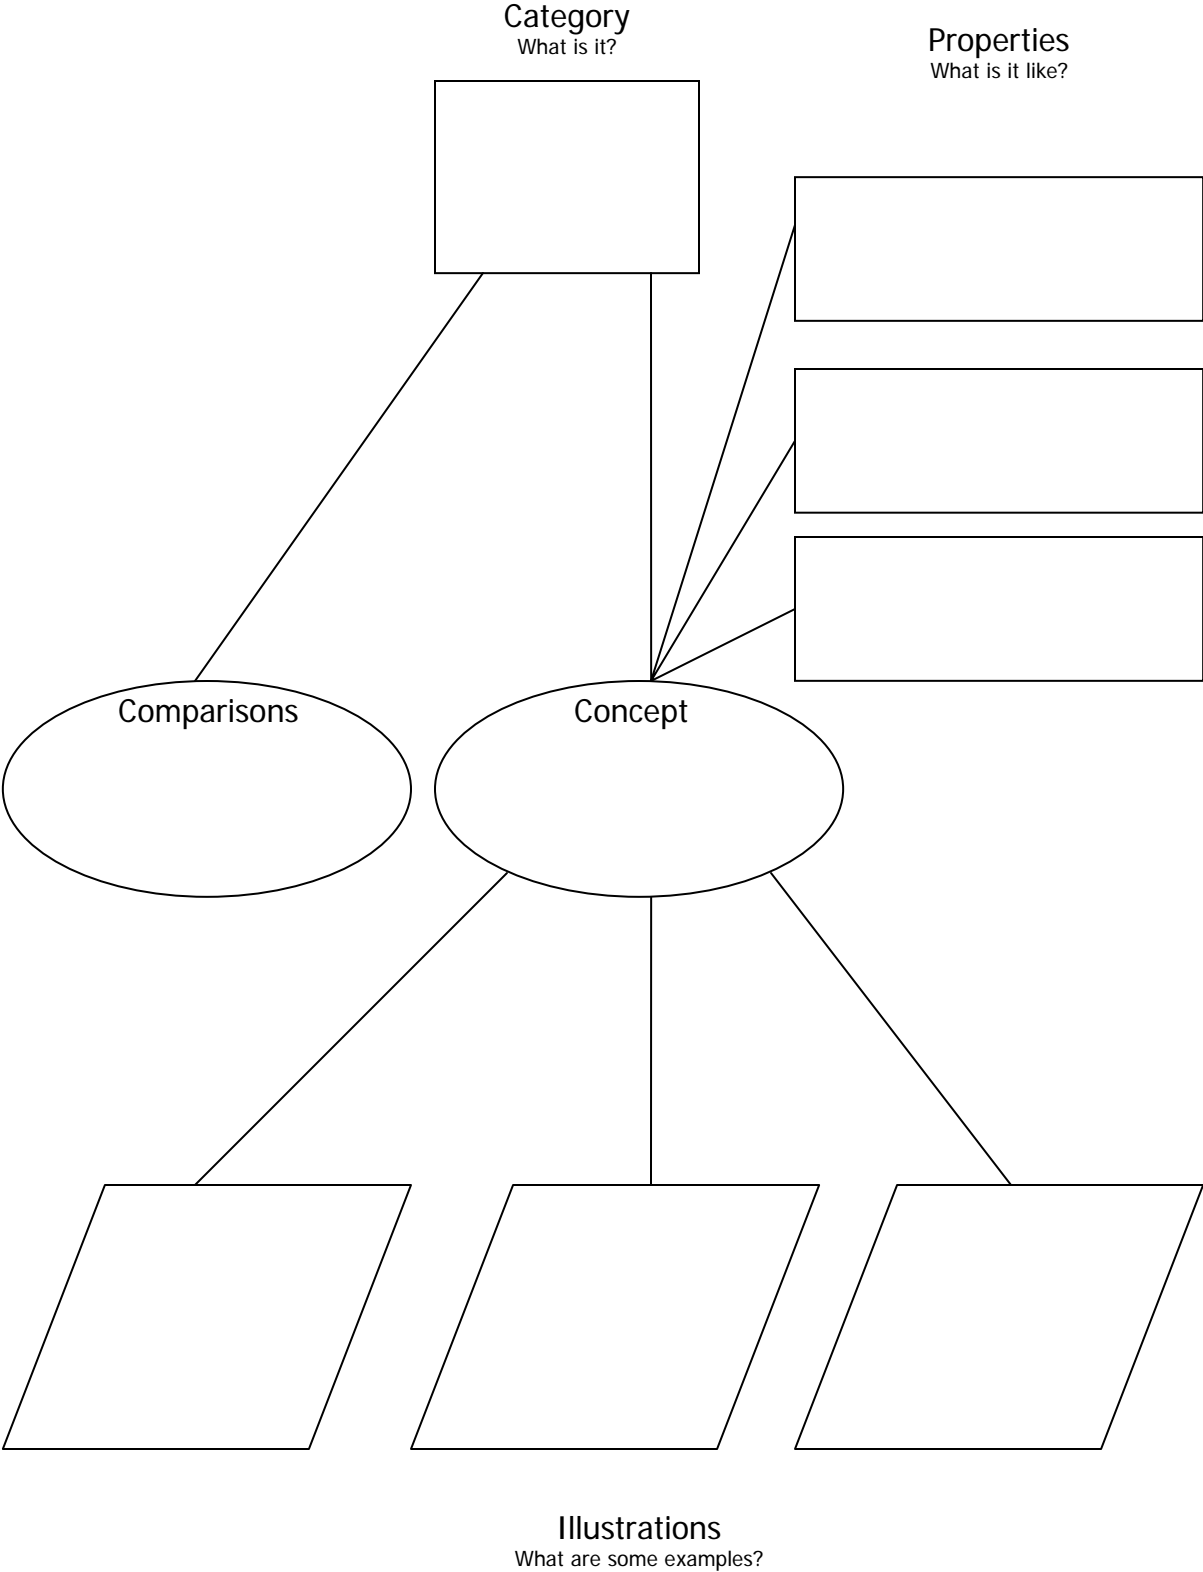 Category
What is it?
Properties
What is it like?
Comparisons
Concept
Illustrations
What are some examples?